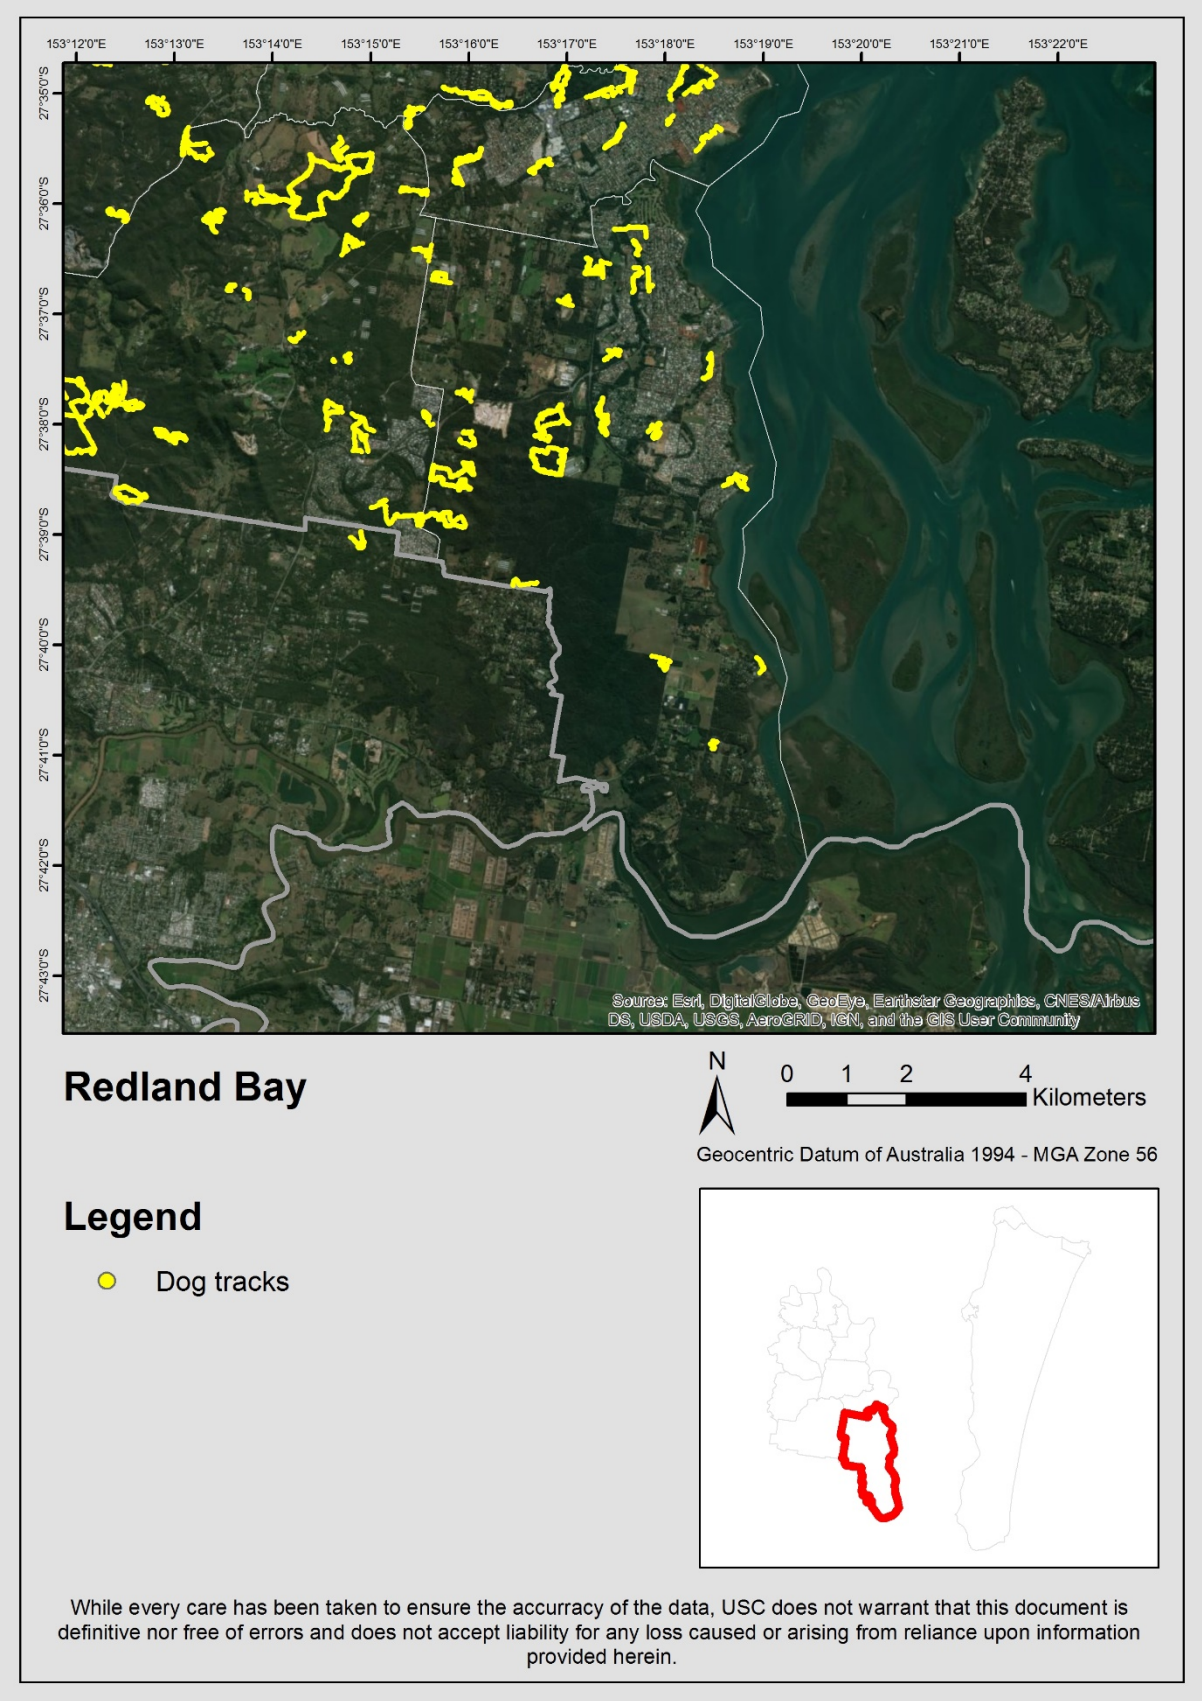 153°12'0"E 153°13'0"E 153°14'0"E 153°15'0"E 153°16'0"E 153°17'0"E 153°18'0"E 153°19'0"E 153°20'0"E 153°21'0"E 153°22'0"E
27°35'0"S
27°36'0"S
27°37'0"S
27°38'0"S
27°39'0"S
27°40'0"S
27°41'0"S
27°42'0"S
27°43'0"S
Source: Esri, DigitalGlobe, GeoEye, Earthstar Geographics, CNES/Airbus
DS, USDA, USGS, AeroGRID, IGN, and the GIS User Community
Redland Bay
N
0 1 2 4
Kilometers
Geocentric Datum of Australia 1994 - MGA Zone 56
Legend
Dog tracks
While every care has been taken to ensure the accurracy of the data, USC does not warrant that this document is
definitive nor free of errors and does not accept liability for any loss caused or arising from reliance upon information
provided herein.